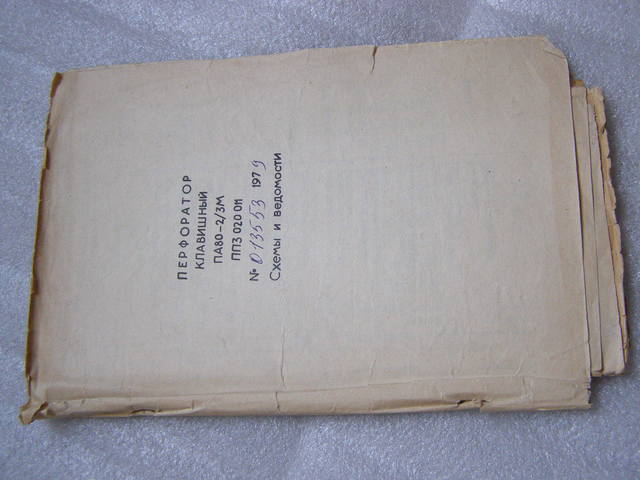 ПЕРФОРАТОР
КЛАВИШНЫЙ
ПА80-2/3М
ПП3 020 011
№ 013553 1979
Схемы и ведомости